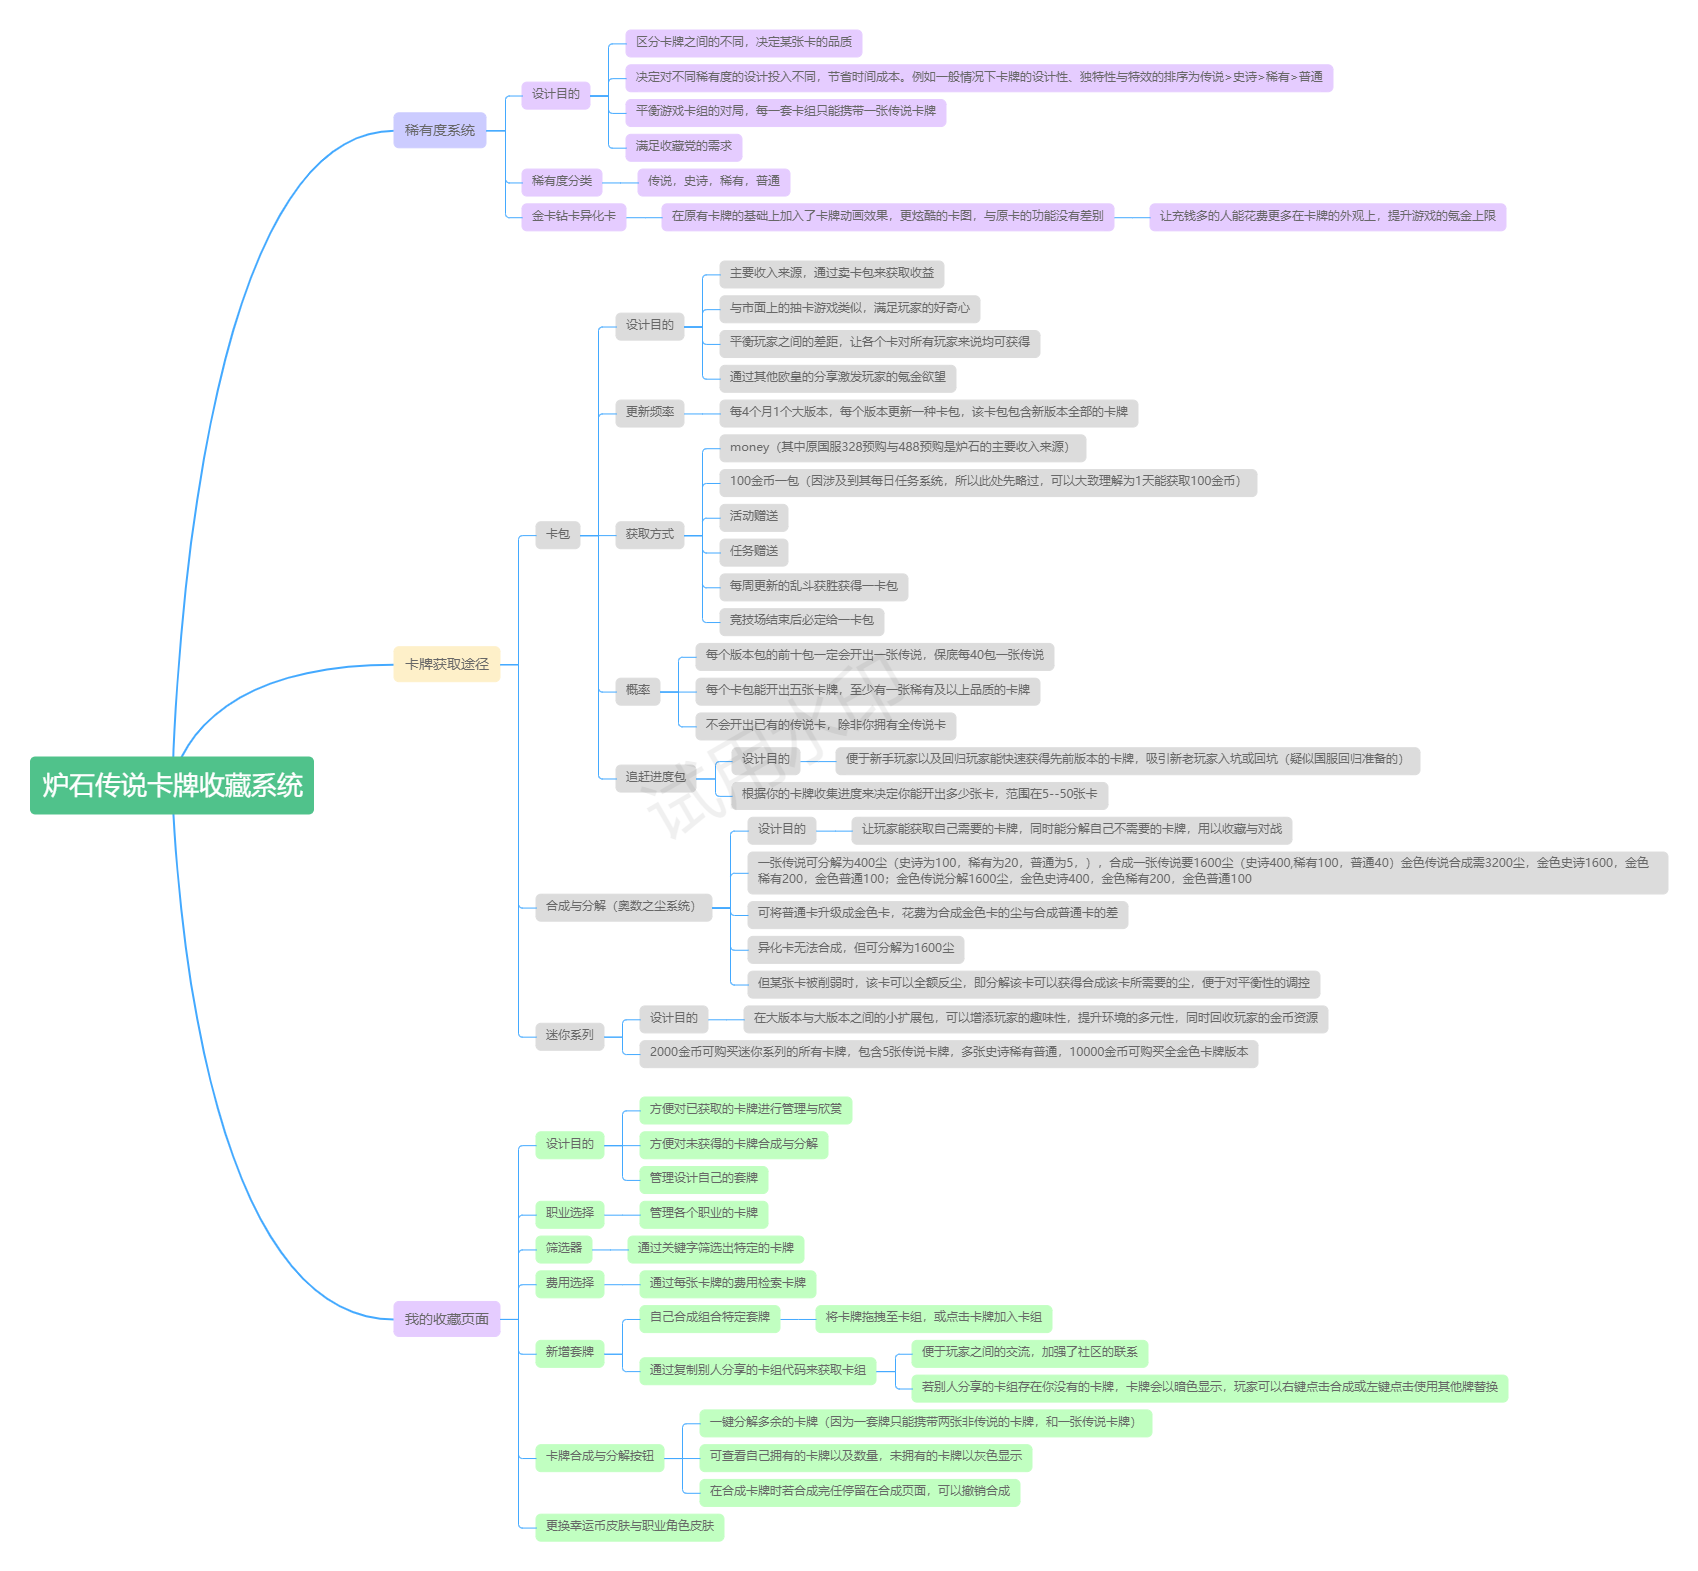 炉石传说卡牌收藏系统
稀有度系统
设计目的
区分卡牌之间的不同，决定某张卡的品质
决定对不同稀有度的设计投入不同，节省时间成本。例如一般情况下卡牌的设计性、独特性与特效的排序为传说>史诗>稀有>普通
平衡游戏卡组的对局，每一套卡组只能携带一张传说卡牌
满足收藏党的需求
稀有度分类
传说，史诗，稀有，普通
金卡钻卡异化卡
在原有卡牌的基础上加入了卡牌动画效果，更炫酷的卡图，与原卡的功能没有差别
让充钱多的人能花费更多在卡牌的外观上，提升游戏的氪金上限
卡牌获取途径
卡包
设计目的
主要收入来源，通过卖卡包来获取收益
与市面上的抽卡游戏类似，满足玩家的好奇心
平衡玩家之间的差距，让各个卡对所有玩家来说均可获得
通过其他欧皇的分享激发玩家的氪金欲望
更新频率
每4个月1个大版本，每个版本更新一种卡包，该卡包包含新版本全部的卡牌
获取方式
money（其中原国服328预购与488预购是炉石的主要收入来源）
100金币一包（因涉及到其每日任务系统，所以此处先略过，可以大致理解为1天能获取100金币）
活动赠送
任务赠送
每周更新的乱斗获胜获得一卡包
竞技场结束后必定给一卡包
概率
每个版本包的前十包一定会开出一张传说，保底每40包一张传说
每个卡包能开出五张卡牌，至少有一张稀有及以上品质的卡牌
不会开出已有的传说卡，除非你拥有全传说卡
追赶进度包
设计目的
便于新手玩家以及回归玩家能快速获得先前版本的卡牌，吸引新老玩家入坑或回坑（疑似国服回归准备的）
根据你的卡牌收集进度来决定你能开出多少张卡，范围在5--50张卡
合成与分解（奥数之尘系统）
设计目的
让玩家能获取自己需要的卡牌，同时能分解自己不需要的卡牌，用以收藏与对战
一张传说可分解为400尘（史诗为100，稀有为20，普通为5，），合成一张传说要1600尘（史诗400,稀有100，普通40）金色传说合成需3200尘，金色史诗1600，金色
稀有200，金色普通100；金色传说分解1600尘，金色史诗400，金色稀有200，金色普通100
可将普通卡升级成金色卡，花费为合成金色卡的尘与合成普通卡的差
异化卡无法合成，但可分解为1600尘
但某张卡被削弱时，该卡可以全额反尘，即分解该卡可以获得合成该卡所需要的尘，便于对平衡性的调控
迷你系列
设计目的
在大版本与大版本之间的小扩展包，可以增添玩家的趣味性，提升环境的多元性，同时回收玩家的金币资源
2000金币可购买迷你系列的所有卡牌，包含5张传说卡牌，多张史诗稀有普通，10000金币可购买全金色卡牌版本
我的收藏页面
设计目的
方便对已获取的卡牌进行管理与欣赏
方便对未获得的卡牌合成与分解
管理设计自己的套牌
职业选择
管理各个职业的卡牌
筛选器
通过关键字筛选出特定的卡牌
费用选择
通过每张卡牌的费用检索卡牌
新增套牌
自己合成组合特定套牌
将卡牌拖拽至卡组，或点击卡牌加入卡组
通过复制别人分享的卡组代码来获取卡组
便于玩家之间的交流，加强了社区的联系
若别人分享的卡组存在你没有的卡牌，卡牌会以暗色显示，玩家可以右键点击合成或左键点击使用其他牌替换
卡牌合成与分解按钮
一键分解多余的卡牌（因为一套牌只能携带两张非传说的卡牌，和一张传说卡牌）
可查看自己拥有的卡牌以及数量，未拥有的卡牌以灰色显示
在合成卡牌时若合成完任停留在合成页面，可以撤销合成
更换幸运币皮肤与职业角色皮肤
试用水印